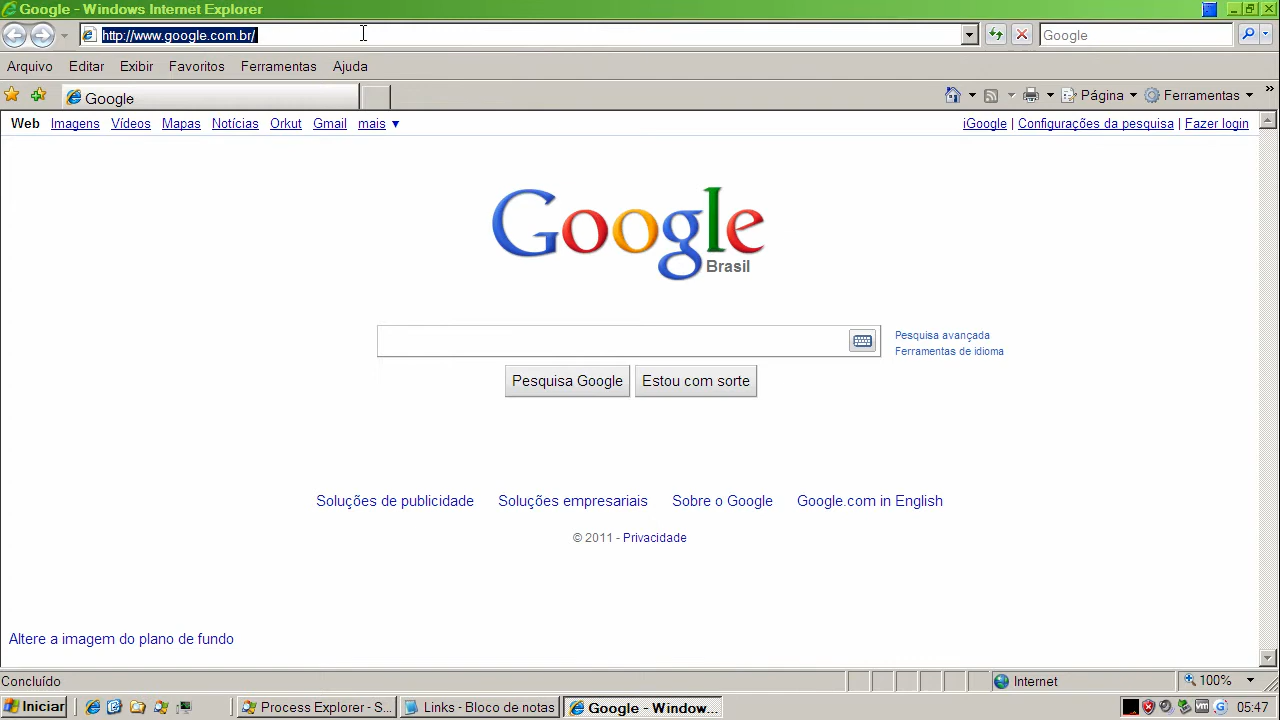 Google - Windows Internet Explorer
http://www.google.com.br/
Google
Arquivo Editar Exibir Favoritos Ferramentas Ajuda
Google
Página Ferramentas
Web Imagens Vídeos Mapas Notícias Orkut Gmail mais ▼
iGoogle | Configurações da pesquisa | Fazer login
Google
Brasil
Pesquisa avançada
Ferramentas de idioma
Pesquisa Google Estou com sorte
Soluções de publicidade Soluções empresariais Sobre o Google Google.com in English
© 2011 - Privacidade
Altere a imagem do plano de fundo
Concluído Internet 100%
Iniciar Process Explorer - S... Links - Bloco de notas Google - Window... 05:47